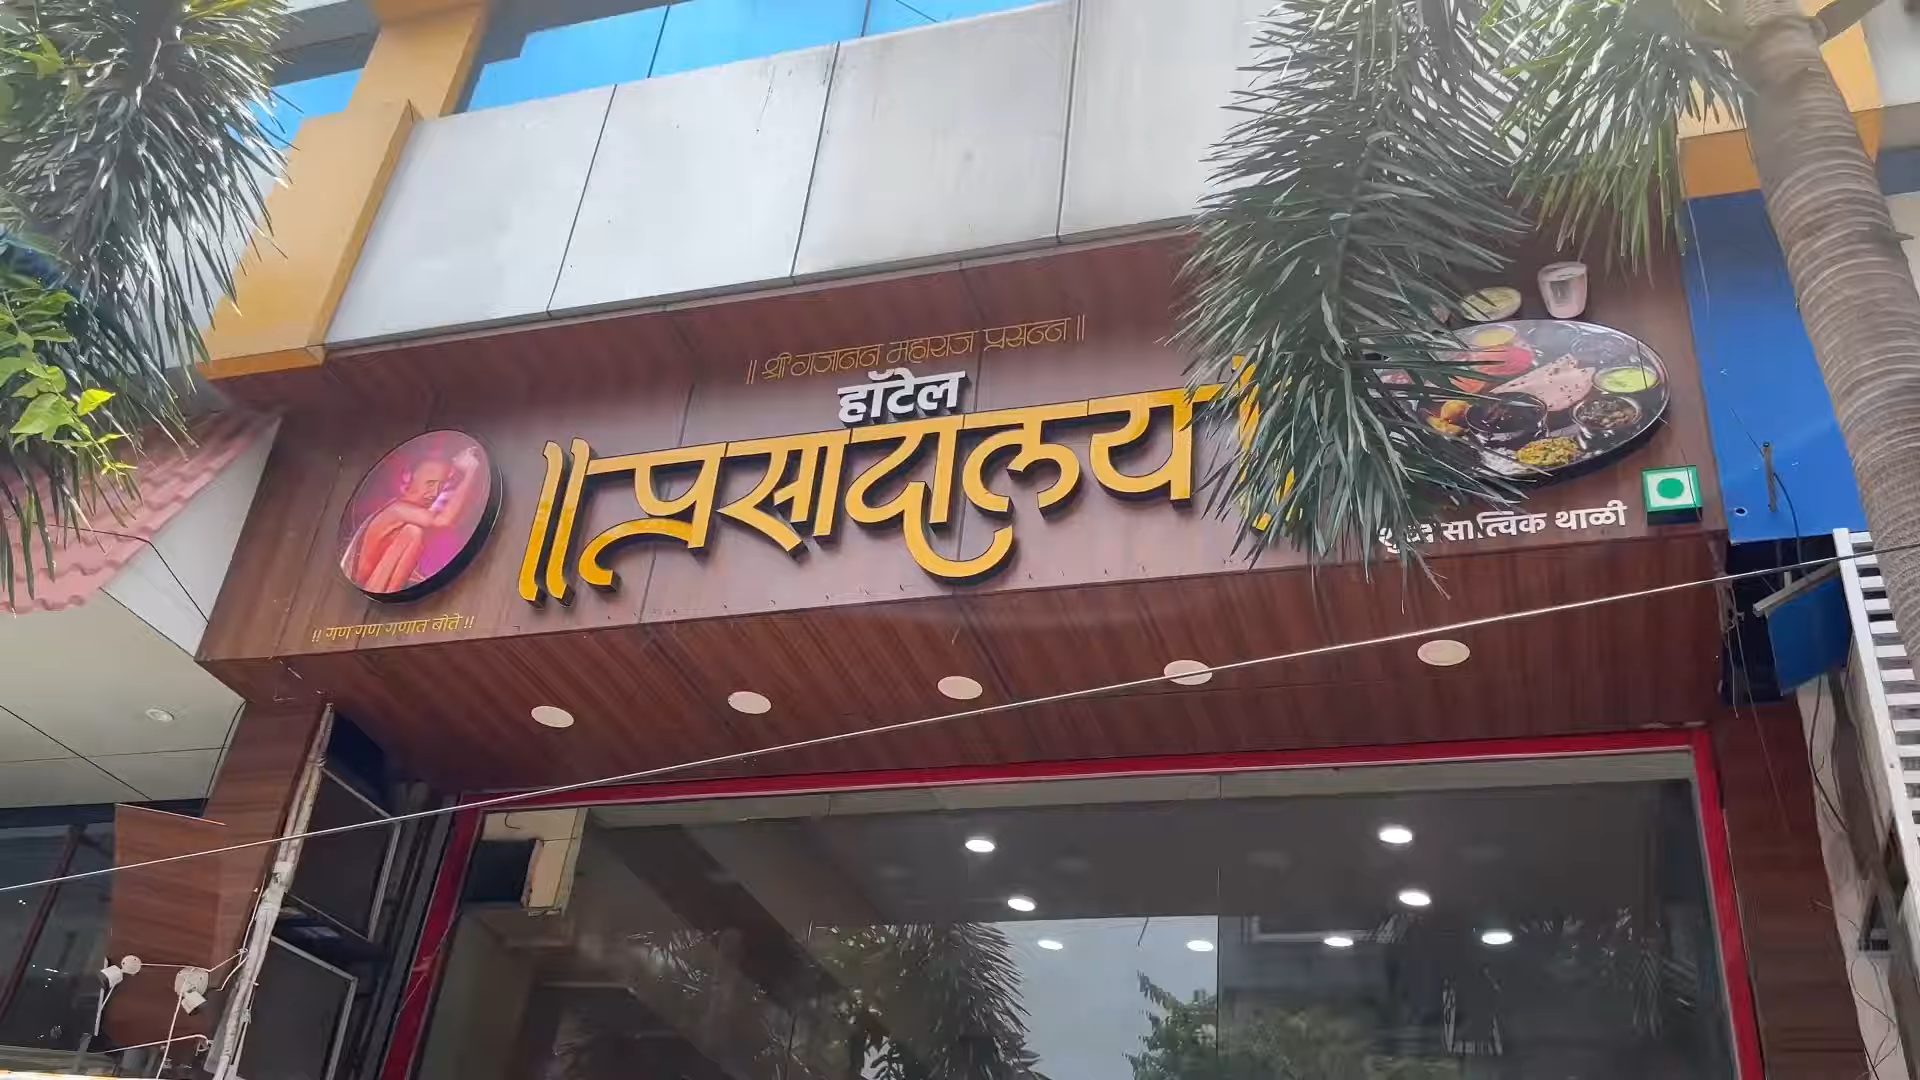 ॥ श्री गजानन महाराज प्रसन्न ॥
हॉटेल
॥ प्रसादालय ॥
!! गण गण गणात बोते !!
शुद्ध सात्विक थाळी